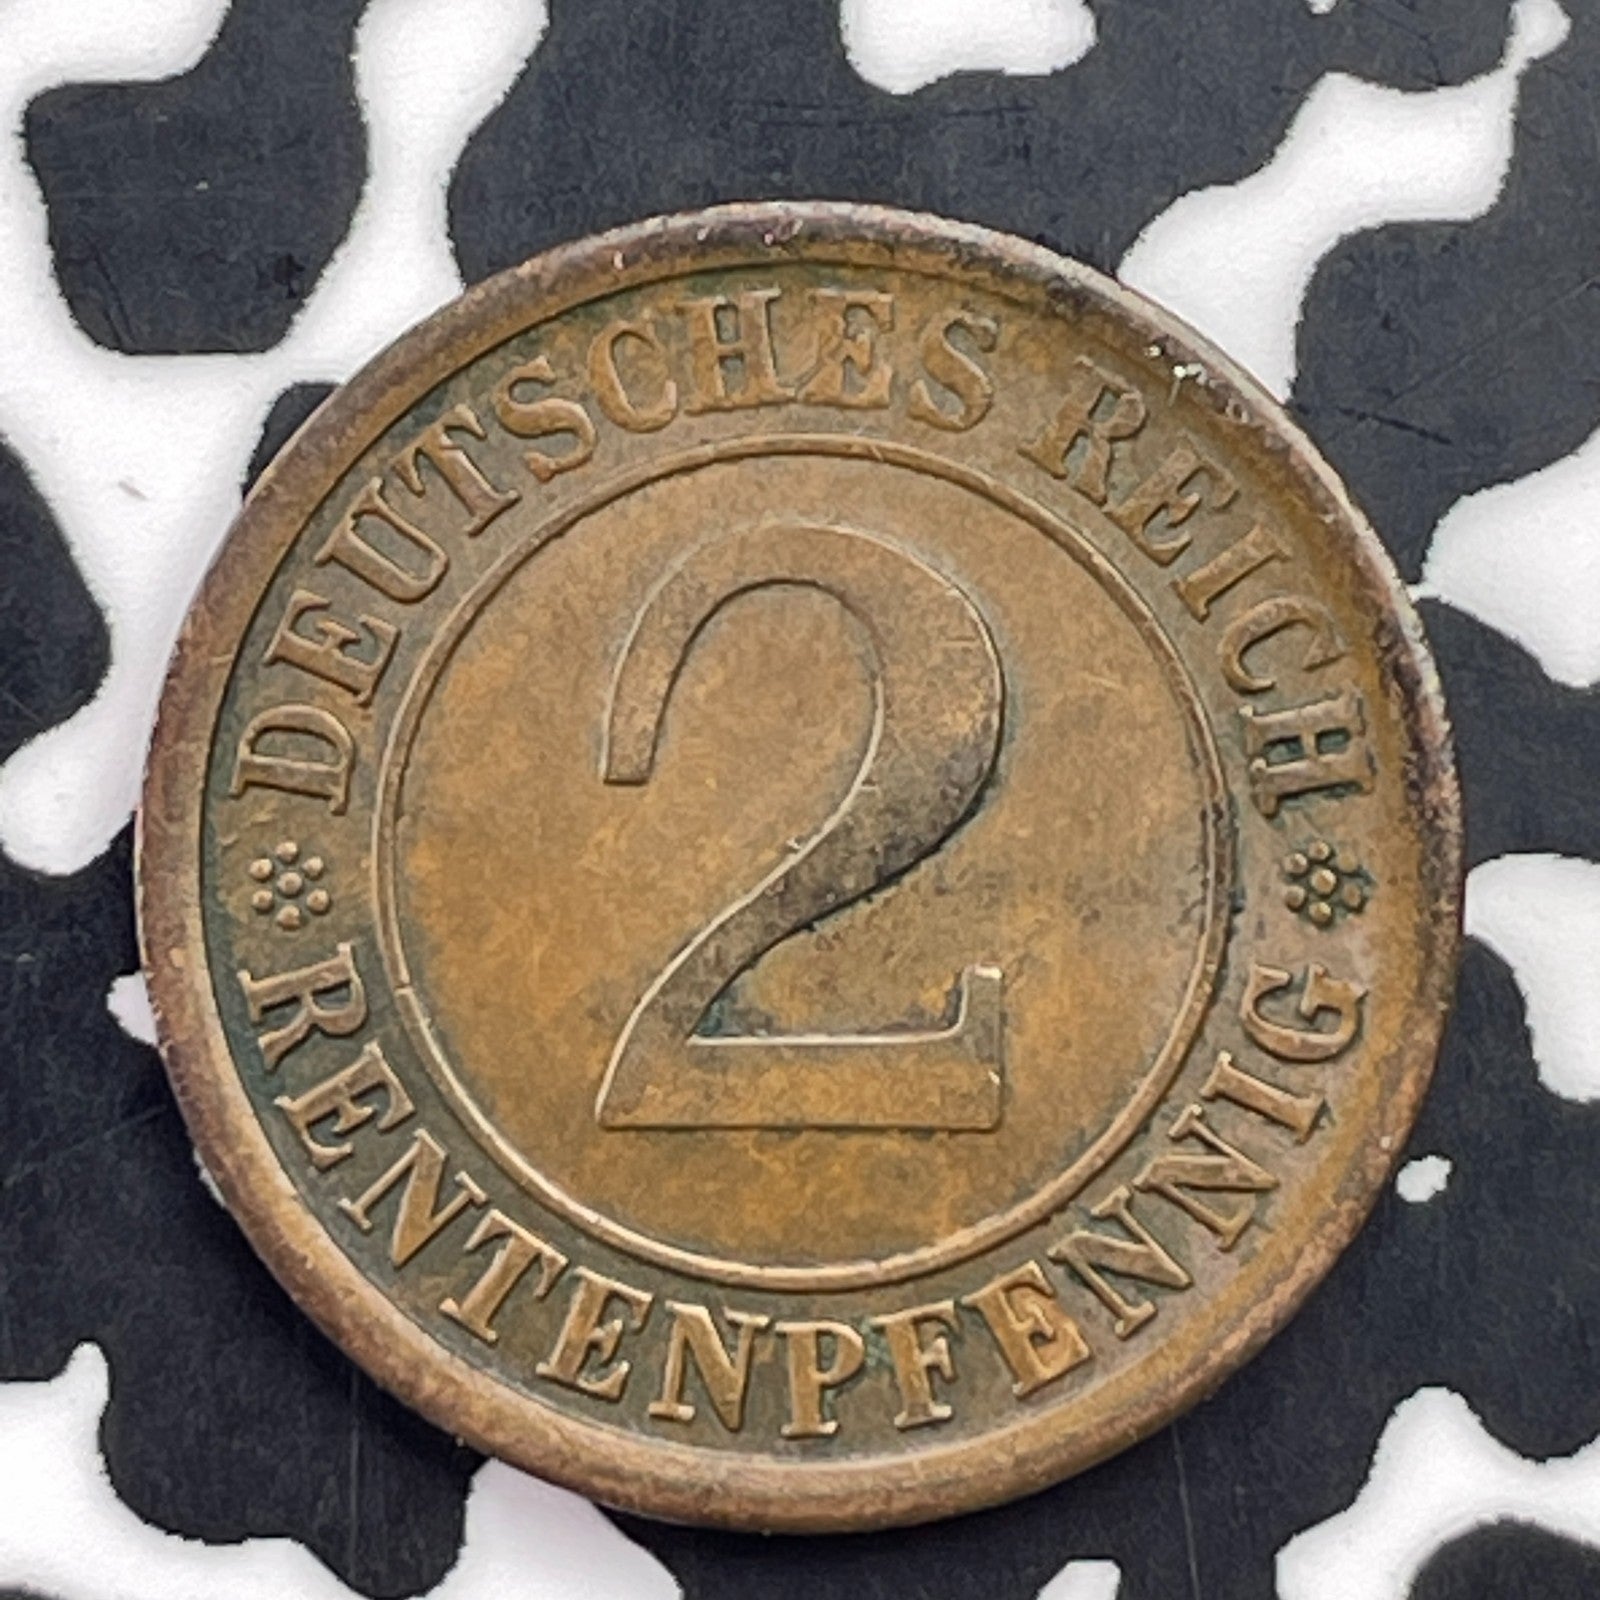 DEUTSCHES REICH
2
RENTENPFENNIG